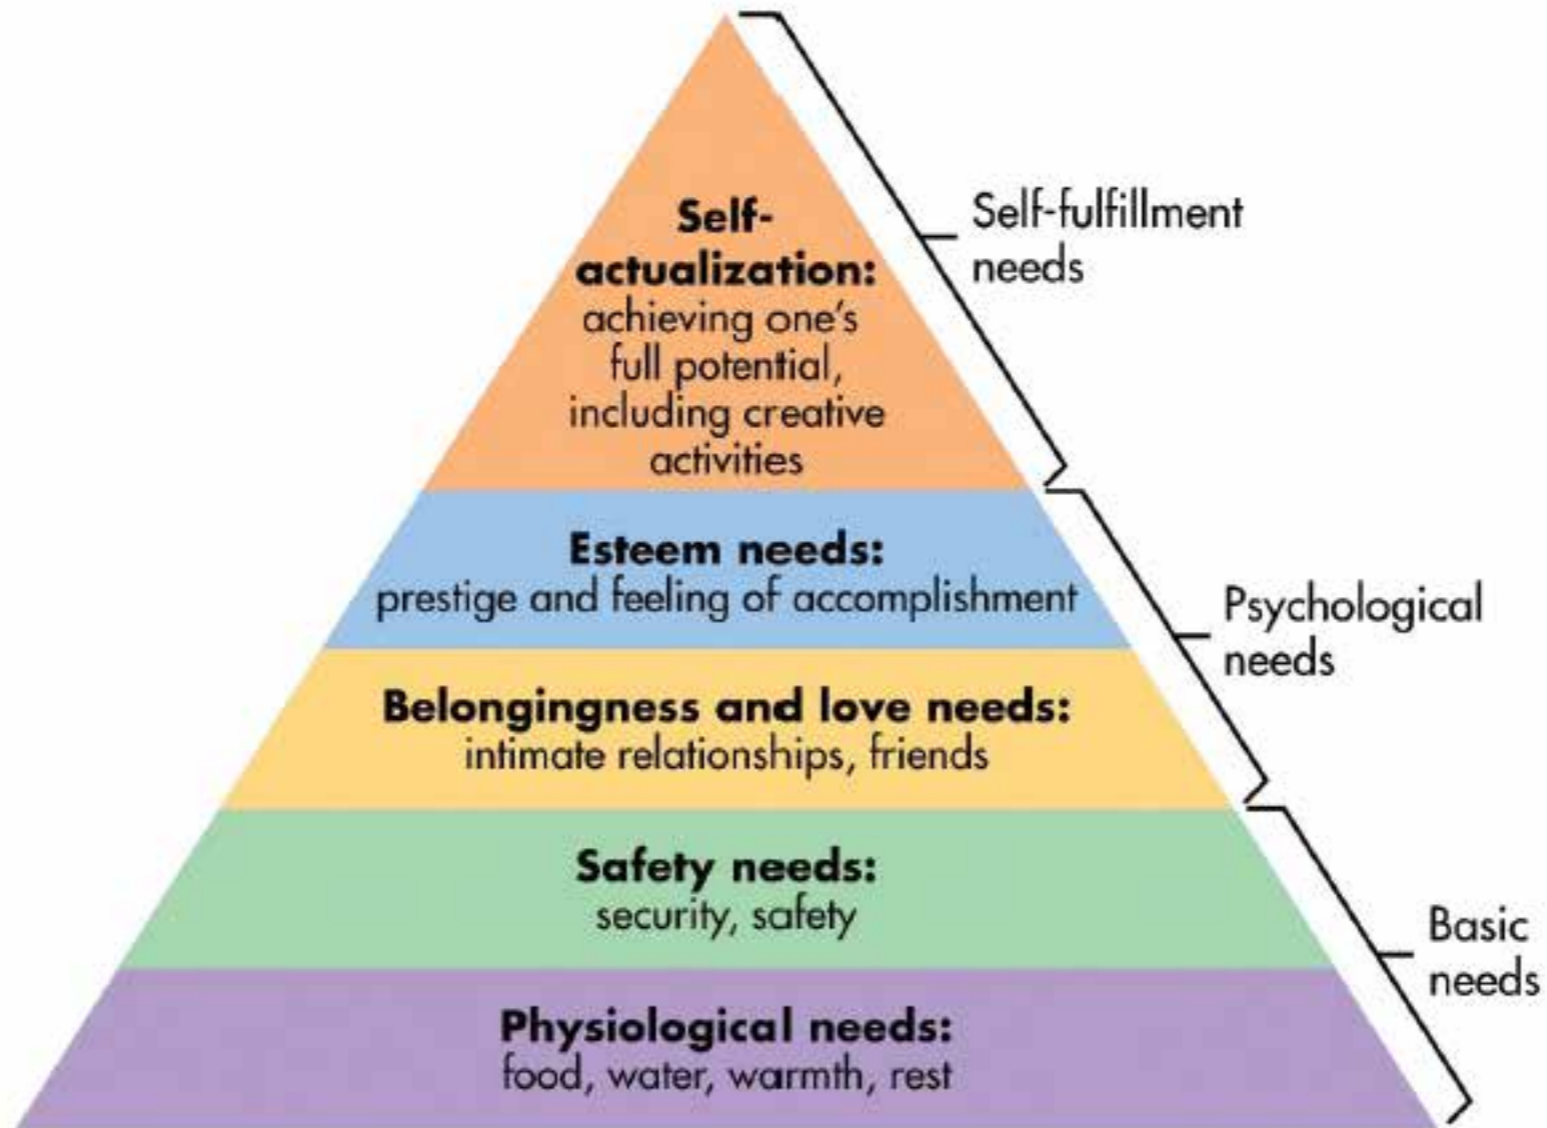 Self-
actualization:
achieving one's
full potential,
including creative
activities
Self-fulfillment
needs
Esteem needs:
prestige and feeling of accomplishment
Psychological
needs
Belongingness and love needs:
intimate relationships, friends
Safety needs:
security, safety
Basic
needs
Physiological needs:
food, water, warmth, rest